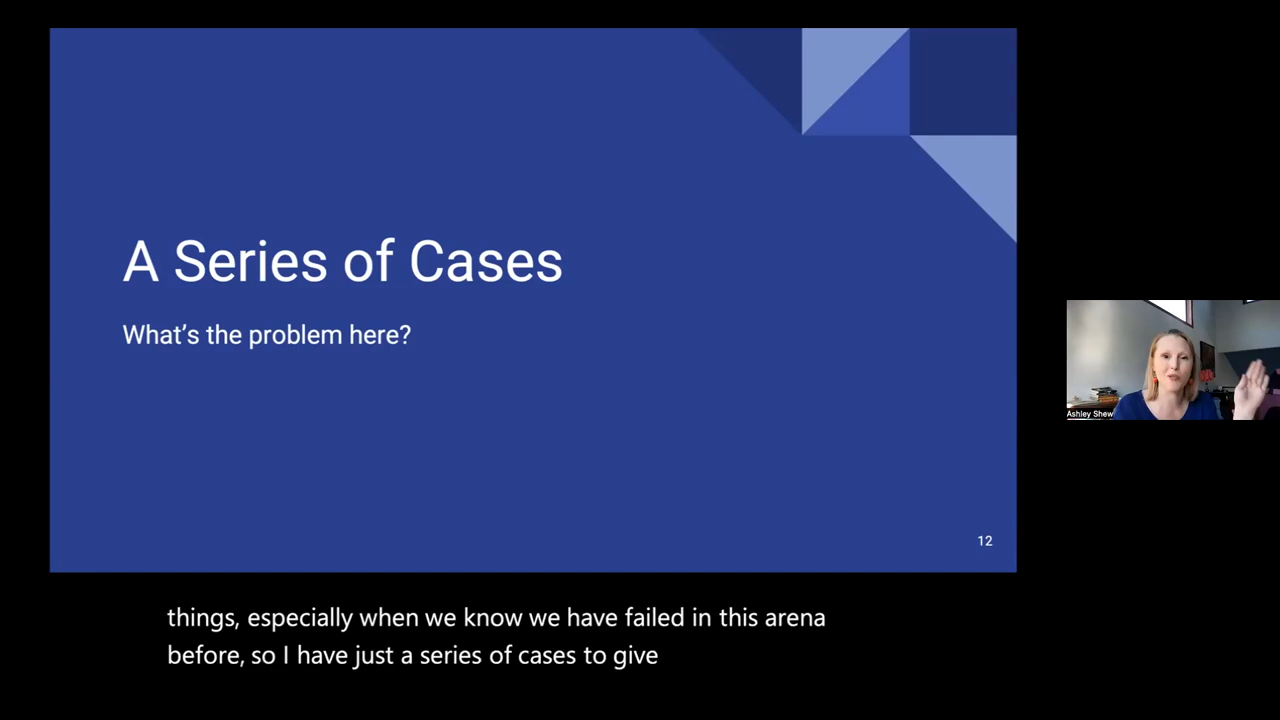 A Series of Cases
What's the problem here?
Ashley Shew
12
things, especially when we know we have failed in this arena
before, so I have just a series of cases to give